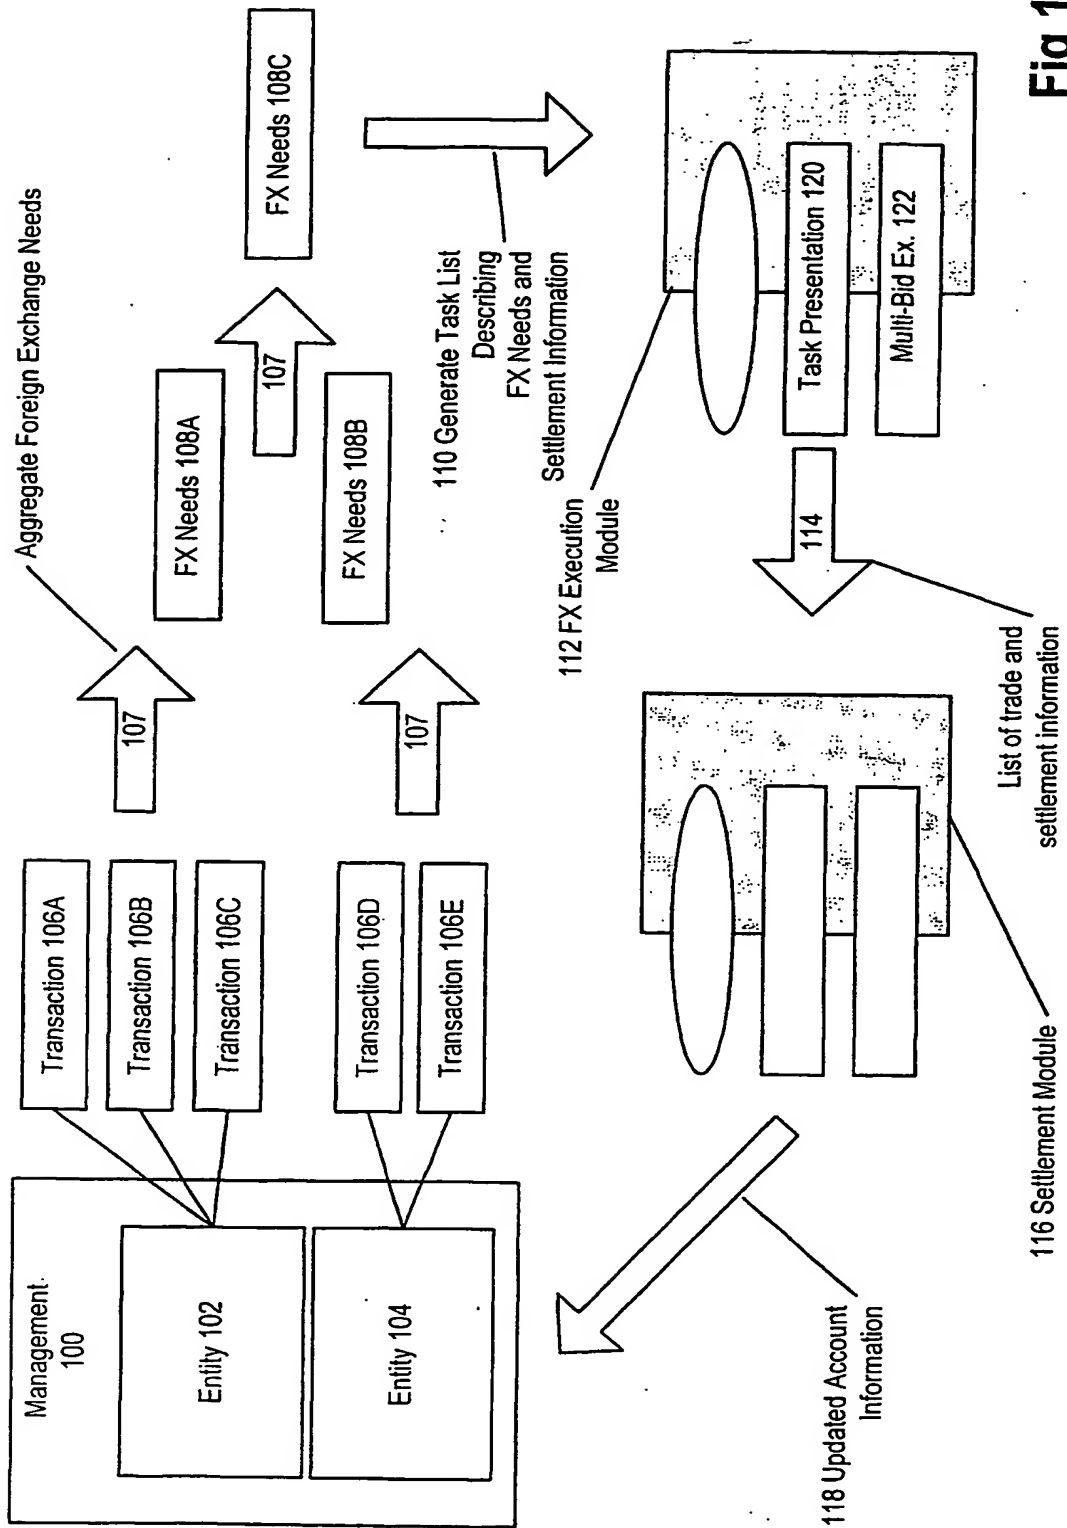 Management
100
Entity 102
Entity 104
Transaction 106A
Transaction 106B
Transaction 106C
Transaction 106D
Transaction 106E
107
107
Aggregate Foreign Exchange Needs
FX Needs 108A
FX Needs 108B
107
FX Needs 108C
110 Generate Task List
Describing
FX Needs and
Settlement Information
112 FX Execution
Module
Task Presentation 120
Multi-Bid Ex. 122
114
List of trade and
settlement information
116 Settlement Module
118 Updated Account
Information
Fig 1